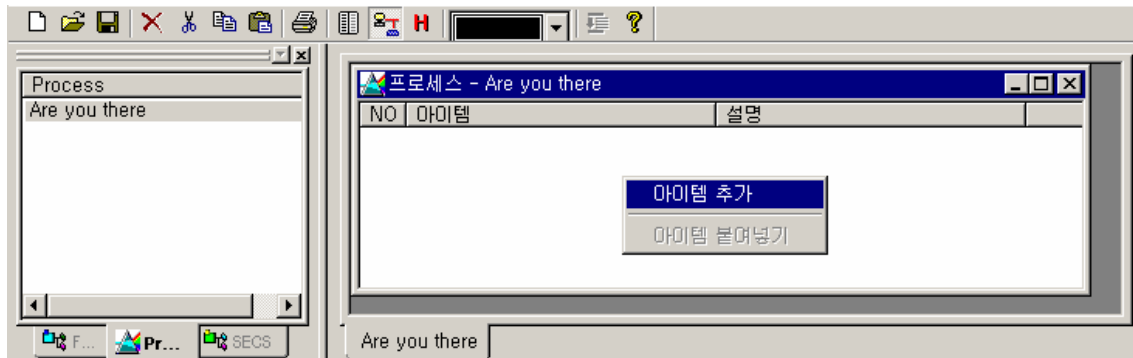 H
Process
Are you there
F... Pr... SECS
프로세스 - Are you there
NO 아이템 설명
아이템 추가
아이템 붙여넣기
Are you there